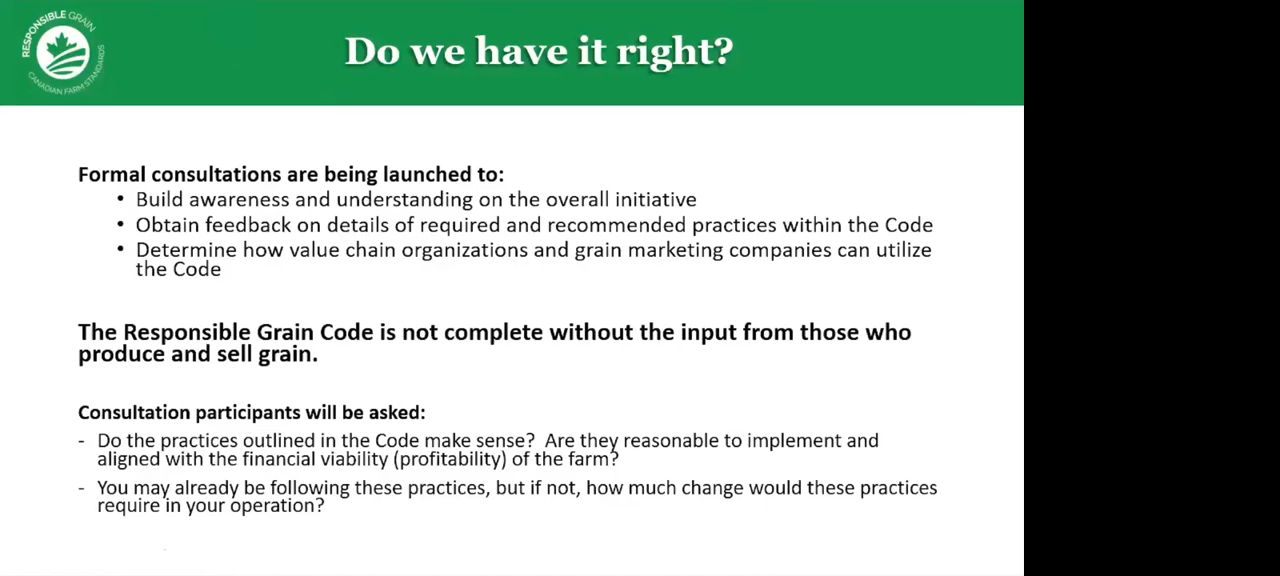 RESPONSIBLE GRAIN
CANADIAN FARM STANDARDS
Do we have it right?
Formal consultations are being launched to:
• Build awareness and understanding on the overall initiative
• Obtain feedback on details of required and recommended practices within the Code
• Determine how value chain organizations and grain marketing companies can utilize
the Code
The Responsible Grain Code is not complete without the input from those who
produce and sell grain.
Consultation participants will be asked:
- Do the practices outlined in the Code make sense?  Are they reasonable to implement and
aligned with the financial viability (profitability) of the farm?
- You may already be following these practices, but if not, how much change would these practices
require in your operation?